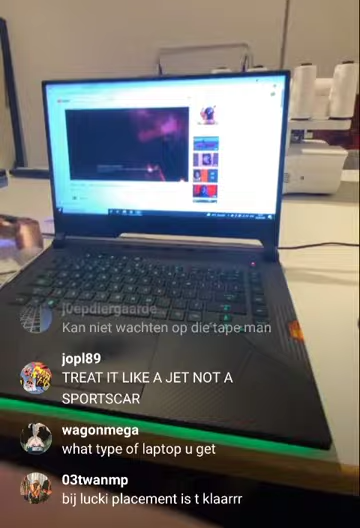 jvepdiergaarde...
Kan niet wachten op die tape man
jopl89
TREAT IT LIKE A JET NOT A
SPORTSCAR
wagonmega
what type of laptop u get
03twanmp
bij lucki placement is t klaarrr